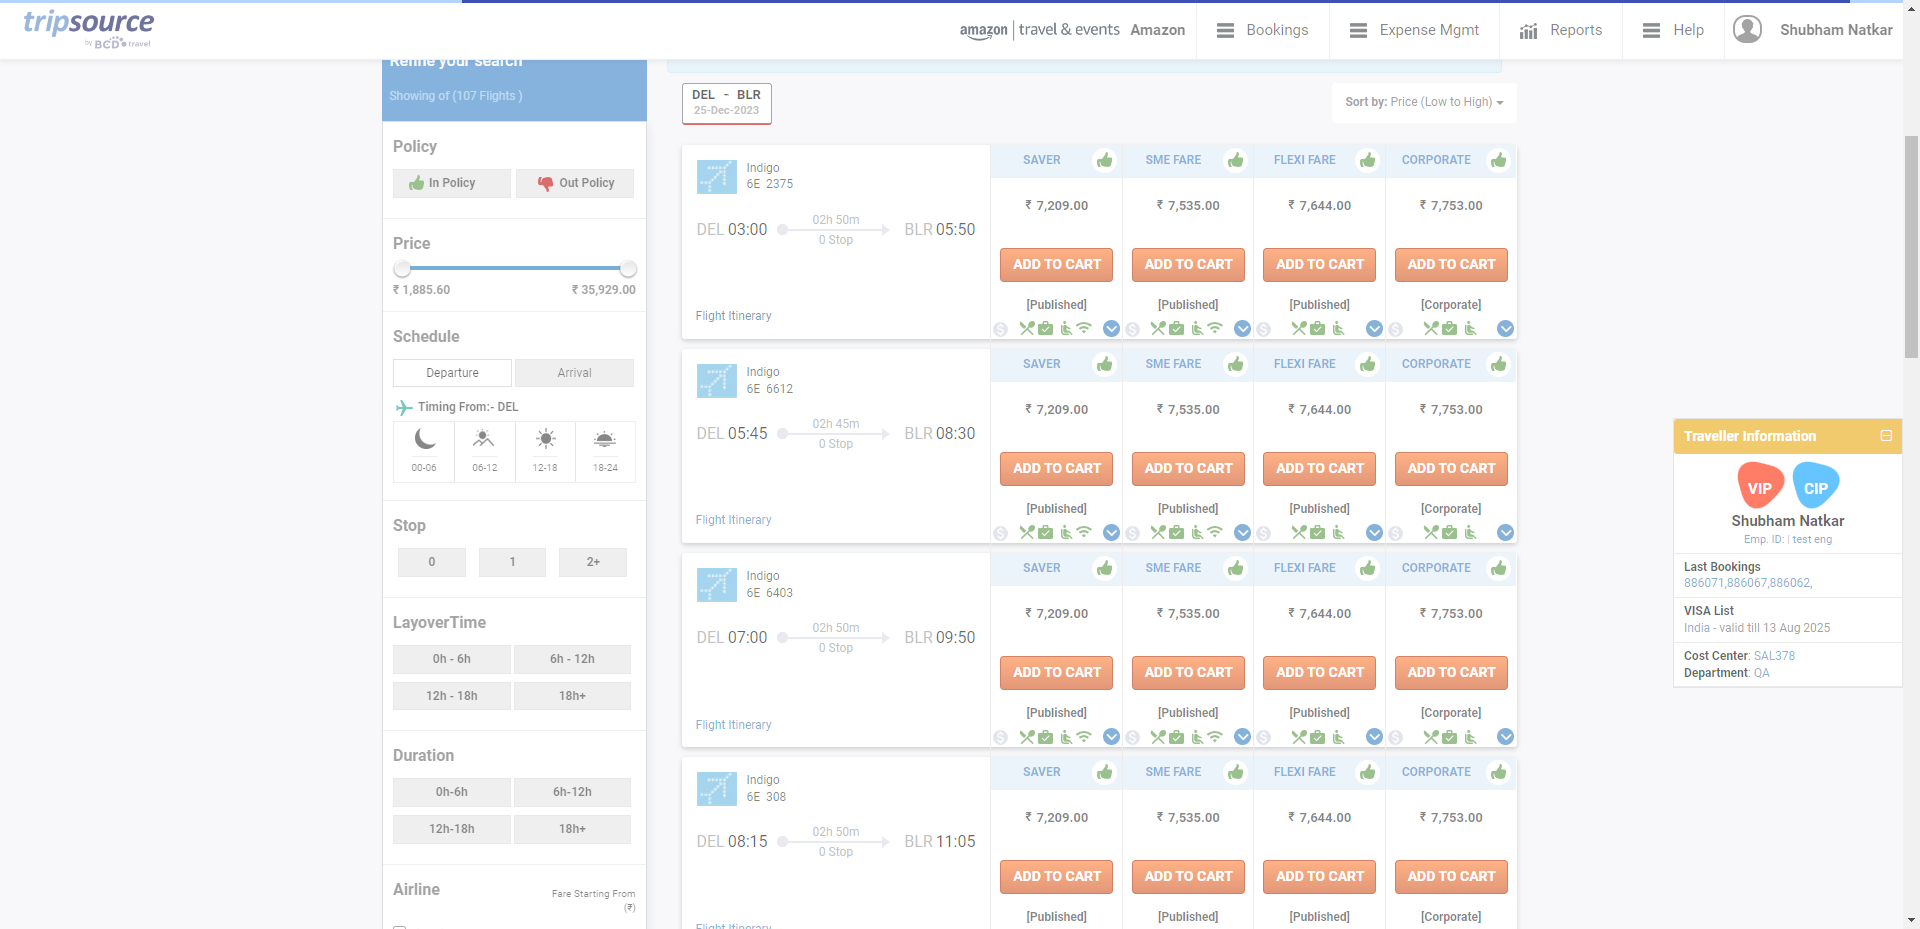 tripsource
by BCD travel
amazon | travel & events Amazon
Bookings
Expense Mgmt
Reports
Help
Shubham Natkar
Refine your search
Showing of (107 Flights )
Policy
In Policy
Out Policy
Price
₹ 1,885.60
₹ 35,929.00
Schedule
Departure
Arrival
Timing From:- DEL
00-06
06-12
12-18
18-24
Stop
0
1
2+
LayoverTime
0h - 6h
6h - 12h
12h - 18h
18h+
Duration
0h-6h
6h-12h
12h-18h
18h+
Airline
Fare Starting From
(₹)
DEL - BLR
25-Dec-2023
Sort by: Price (Low to High)
Indigo
6E 2375
DEL 03:00
02h 50m
0 Stop
BLR 05:50
Flight Itinerary
SAVER
₹ 7,209.00
ADD TO CART
[Published]
SME FARE
₹ 7,535.00
ADD TO CART
[Published]
FLEXI FARE
₹ 7,644.00
ADD TO CART
[Published]
CORPORATE
₹ 7,753.00
ADD TO CART
[Corporate]
Indigo
6E 6612
DEL 05:45
02h 45m
0 Stop
BLR 08:30
Flight Itinerary
SAVER
₹ 7,209.00
ADD TO CART
[Published]
SME FARE
₹ 7,535.00
ADD TO CART
[Published]
FLEXI FARE
₹ 7,644.00
ADD TO CART
[Published]
CORPORATE
₹ 7,753.00
ADD TO CART
[Corporate]
Indigo
6E 6403
DEL 07:00
02h 50m
0 Stop
BLR 09:50
Flight Itinerary
SAVER
₹ 7,209.00
ADD TO CART
[Published]
SME FARE
₹ 7,535.00
ADD TO CART
[Published]
FLEXI FARE
₹ 7,644.00
ADD TO CART
[Published]
CORPORATE
₹ 7,753.00
ADD TO CART
[Corporate]
Indigo
6E 308
DEL 08:15
02h 50m
0 Stop
BLR 11:05
Flight Itinerary
SAVER
₹ 7,209.00
ADD TO CART
[Published]
SME FARE
₹ 7,535.00
ADD TO CART
[Published]
FLEXI FARE
₹ 7,644.00
ADD TO CART
[Published]
CORPORATE
₹ 7,753.00
ADD TO CART
[Corporate]
Traveller Information
VIP
CIP
Shubham Natkar
Emp. ID: | test eng
Last Bookings
886071,886067,886062,
VISA List
India - valid till 13 Aug 2025
Cost Center: SAL378
Department: QA